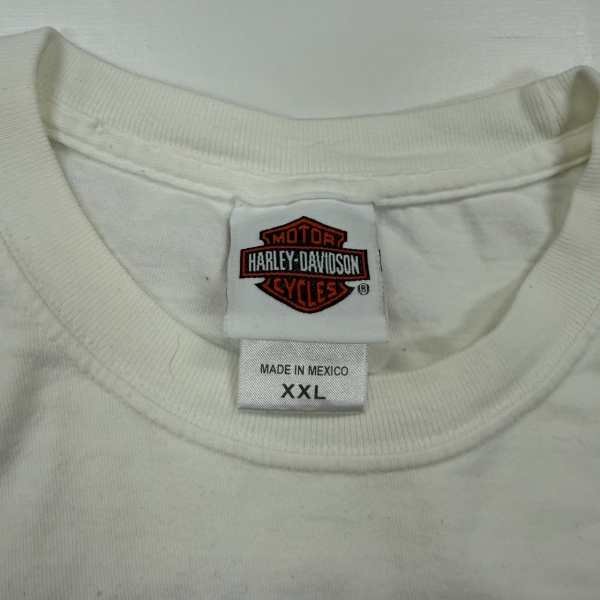 MOTOR
HARLEY-DAVIDSON
CYCLES
®
MADE IN MEXICO
XXL